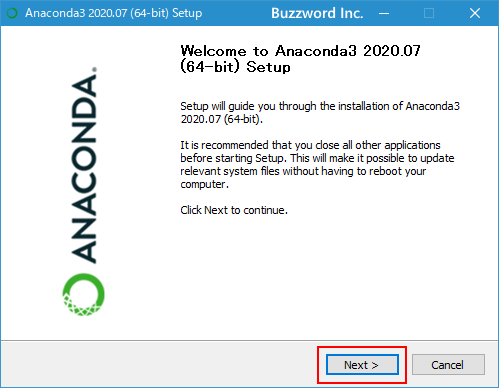 Anaconda3 2020.07 (64-bit) Setup
Buzzword Inc.
ANACONDA.
Welcome to Anaconda3 2020.07
(64-bit) Setup
Setup will guide you through the installation of Anaconda3
2020.07 (64-bit).
It is recommended that you close all other applications
before starting Setup. This will make it possible to update
relevant system files without having to reboot your
computer.
Click Next to continue.
Next >
Cancel